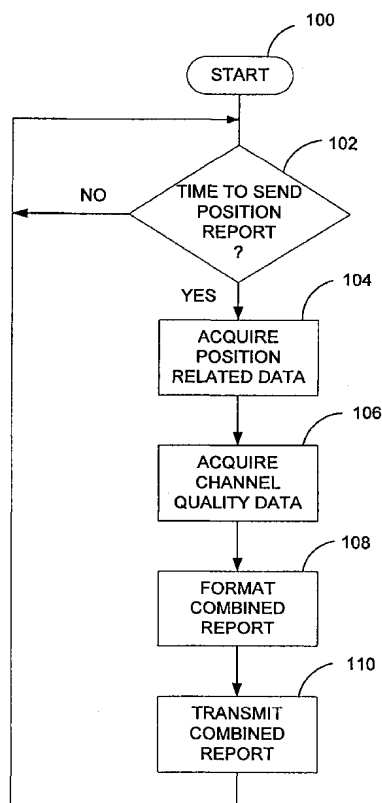 100
START
102
TIME TO SEND
POSITION
REPORT
?
NO
YES
104
ACQUIRE
POSITION
RELATED DATA
106
ACQUIRE
CHANNEL
QUALITY DATA
108
FORMAT
COMBINED
REPORT
110
TRANSMIT
COMBINED
REPORT